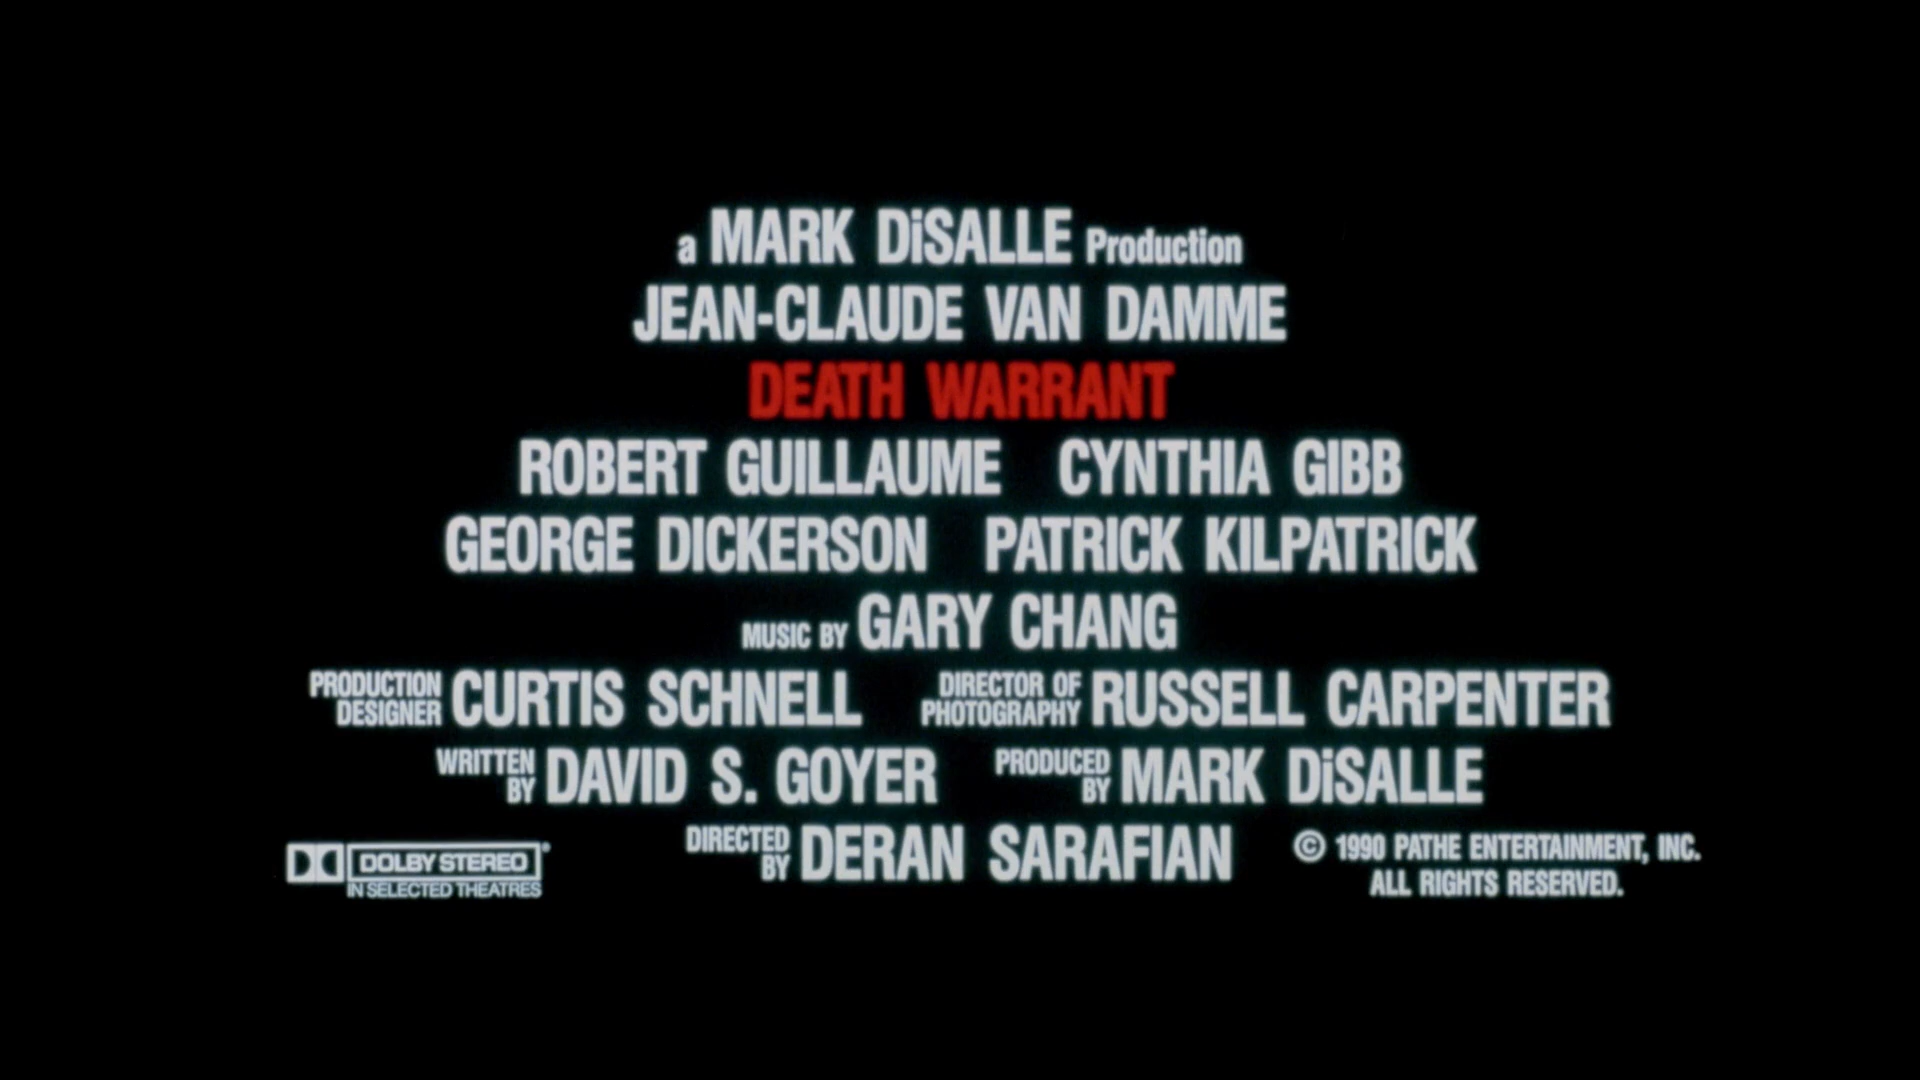 a MARK DiSALLE Production
JEAN-CLAUDE VAN DAMME
DEATH WARRANT
ROBERT GUILLAUME CYNTHIA GIBB
GEORGE DICKERSON PATRICK KILPATRICK
MUSIC BY GARY CHANG
PRODUCTION DESIGNER CURTIS SCHNELL DIRECTOR OF PHOTOGRAPHY RUSSELL CARPENTER
WRITTEN BY DAVID S. GOYER PRODUCED BY MARK DiSALLE
DIRECTED BY DERAN SARAFIAN
DOLBY STEREO
IN SELECTED THEATRES
© 1990 PATHE ENTERTAINMENT, INC.
ALL RIGHTS RESERVED.